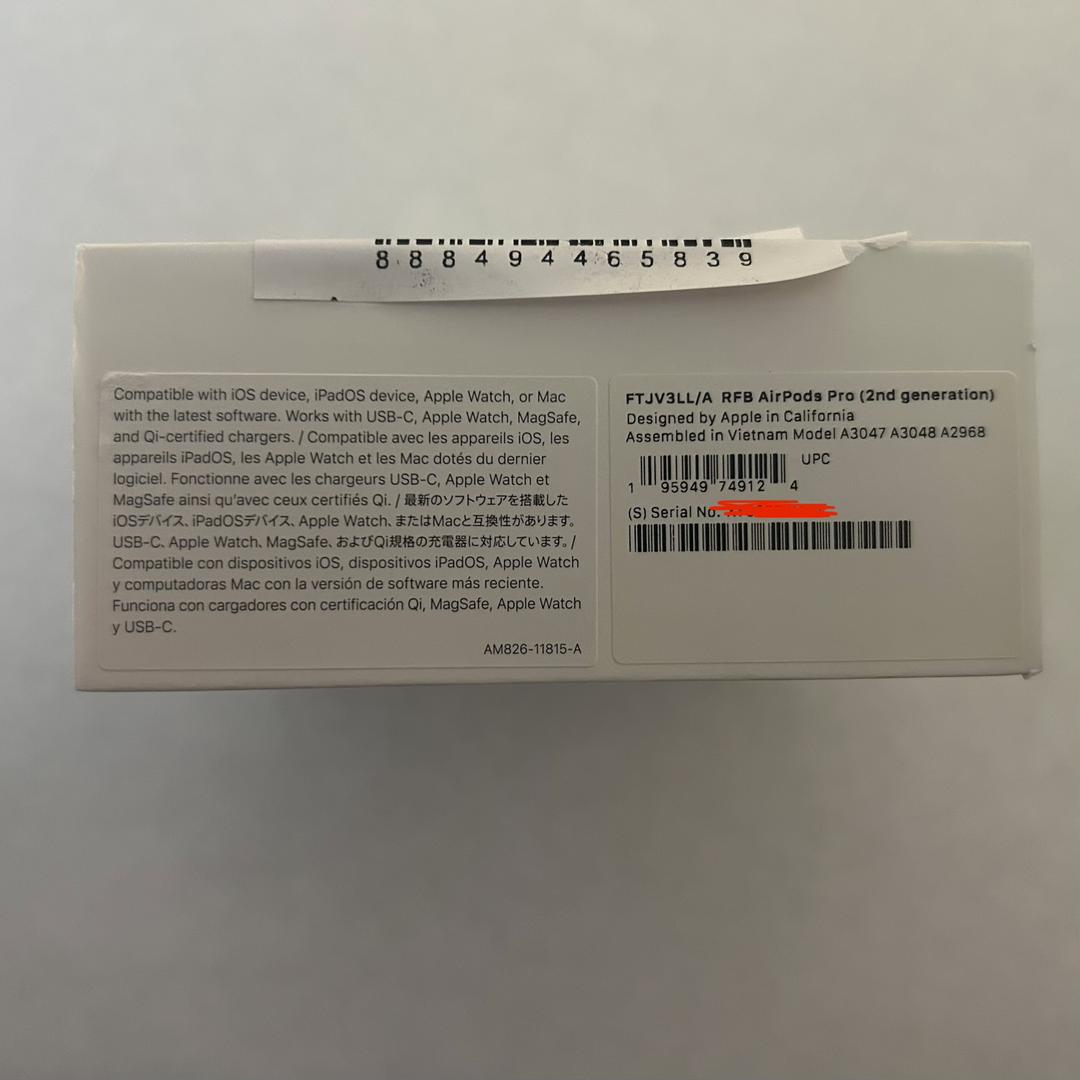 888494465839
Compatible with iOS device, iPadOS device, Apple Watch, or Mac
with the latest software. Works with USB-C, Apple Watch, MagSafe,
and Qi-certified chargers. / Compatible avec les appareils iOS, les
appareils iPadOS, les Apple Watch et les Mac dotés du dernier
logiciel. Fonctionne avec les chargeurs USB-C, Apple Watch et
MagSafe ainsi qu'avec ceux certifiés Qi. / 最新のソフトウェアを搭載した
iOSデバイス、iPadOSデバイス、Apple Watch、またはMacと互換性があります。
USB-C、Apple Watch、MagSafe、およびQi規格の充電器に対応しています。/
Compatible con dispositivos iOS, dispositivos iPadOS, Apple Watch
y computadoras Mac con la versión de software más reciente.
Funciona con cargadores con certificación Qi, MagSafe, Apple Watch
y USB-C.
AM826-11815-A
FTJV3LL/A RFB AirPods Pro (2nd generation)
Designed by Apple in California
Assembled in Vietnam Model A3047 A3048 A2968
UPC
1 95949 74912 4
(S) Serial No.